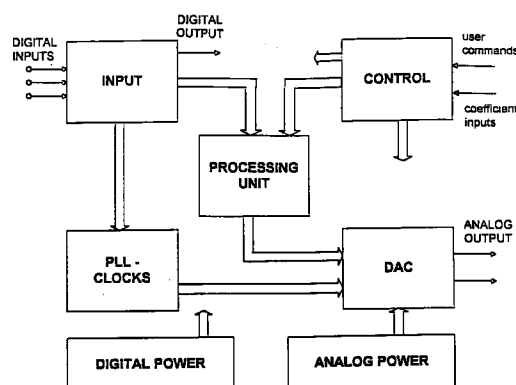 DIGITAL
OUTPUT
DIGITAL
INPUTS
INPUT
CONTROL
user
commands
coefficient
inputs
PROCESSING
UNIT
PLL -
CLOCKS
DAC
ANALOG
OUTPUT
DIGITAL POWER
ANALOG POWER